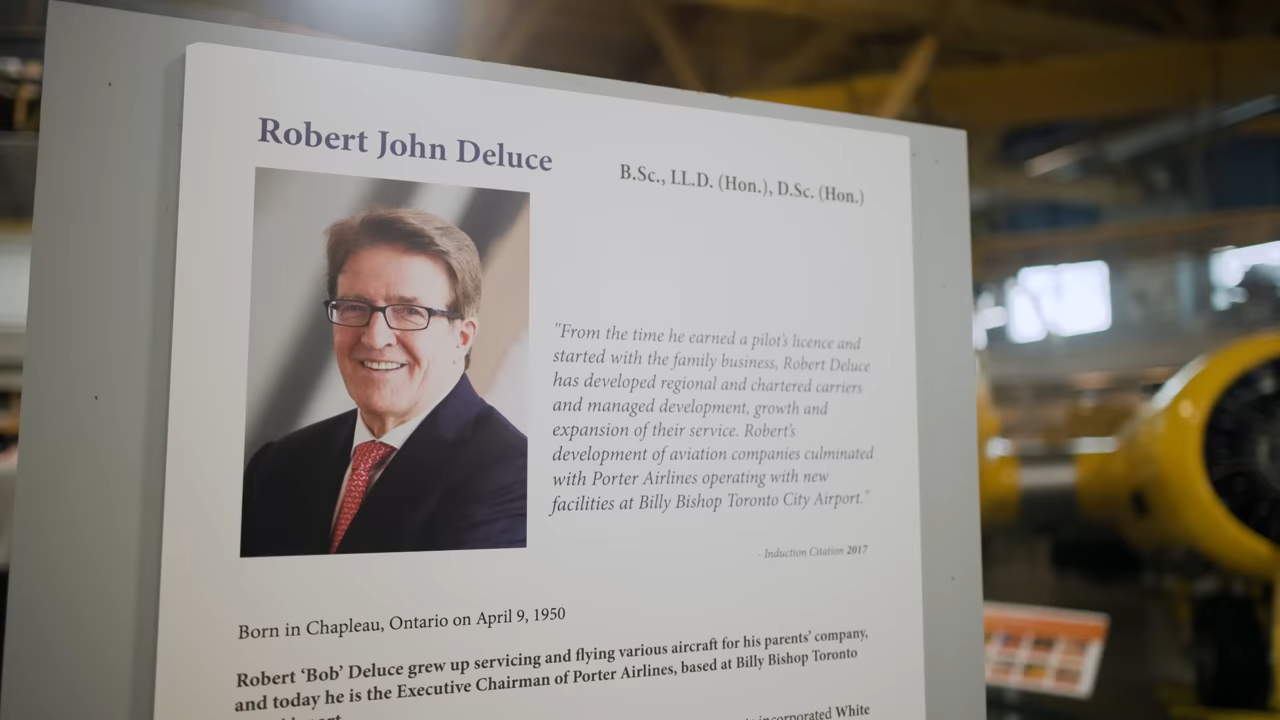 Robert John Deluce
B.Sc., LL.D. (Hon.), D.Sc. (Hon.)
"From the time he earned a pilot's licence and
started with the family business, Robert Deluce
has developed regional and chartered carriers
and managed development, growth and
expansion of their service. Robert's
development of aviation companies culminated
with Porter Airlines operating with new
facilities at Billy Bishop Toronto City Airport."
- Induction Citation 2017
Born in Chapleau, Ontario on April 9, 1950
Robert ‘Bob’ Deluce grew up servicing and flying various aircraft for his parents’ company,
and today he is the Executive Chairman of Porter Airlines, based at Billy Bishop Toronto
incorporated White